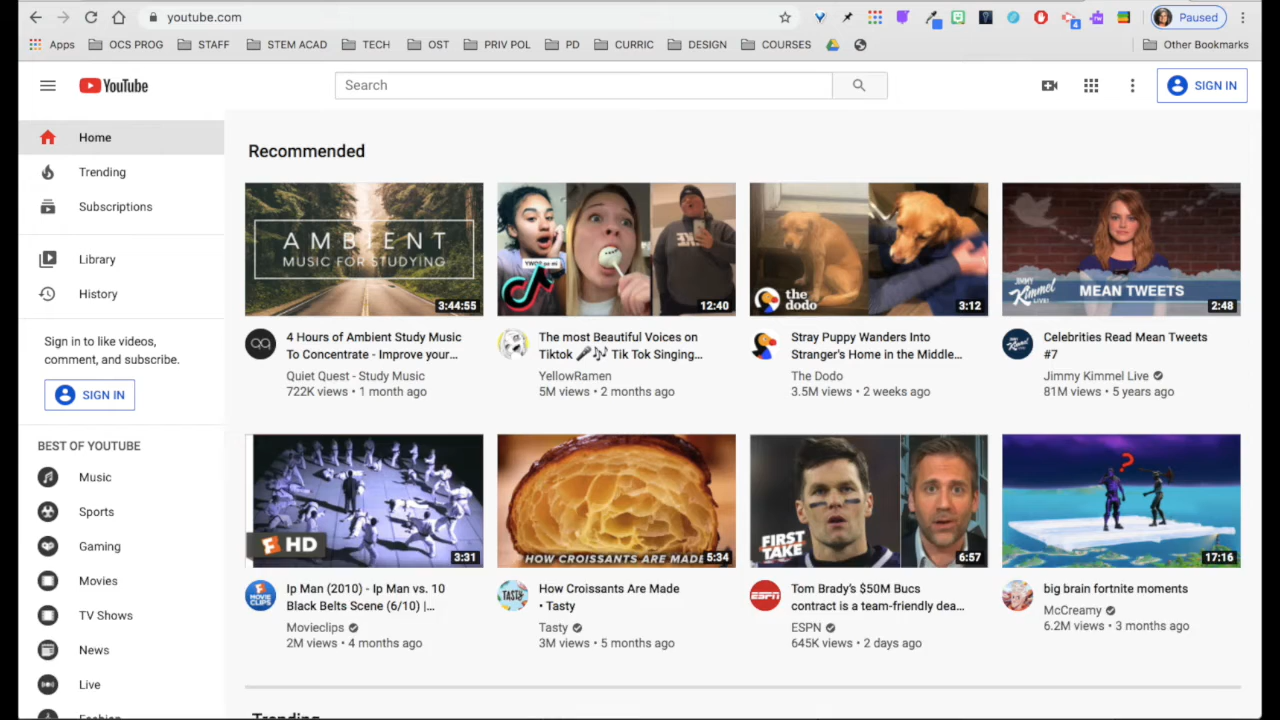 youtube.com
Paused
Apps
OCS PROG
STAFF
STEM ACAD
TECH
OST
PRIV POL
PD
CURRIC
DESIGN
COURSES
Other Bookmarks
YouTube
Search
SIGN IN
Home
Trending
Subscriptions
Library
History
Sign in to like videos,
comment, and subscribe.
SIGN IN
BEST OF YOUTUBE
Music
Sports
Gaming
Movies
TV Shows
News
Live
Fashion
Recommended
AMBIENT
MUSIC FOR STUDYING
3:44:55
4 Hours of Ambient Study Music
To Concentrate - Improve your...
Quiet Quest - Study Music
722K views • 1 month ago
12:40
The most Beautiful Voices on
Tiktok 🎤🎶 Tik Tok Singing...
YellowRamen
5M views • 2 months ago
the
dodo
3:12
Stray Puppy Wanders Into
Stranger's Home in the Middle...
The Dodo
3.5M views • 2 weeks ago
JIMMY
Kimmel
LIVE!
MEAN TWEETS
2:48
Celebrities Read Mean Tweets
#7
Jimmy Kimmel Live
81M views • 5 years ago
HD
3:31
MOVIE
CLIPS
Ip Man (2010) - Ip Man vs. 10
Black Belts Scene (6/10) |...
Movieclips
2M views • 4 months ago
HOW CROISSANTS ARE MADE
5:34
TASTY
How Croissants Are Made
• Tasty
Tasty
3M views • 5 months ago
FIRST
TAKE
6:57
ESPN
Tom Brady's $50M Bucs
contract is a team-friendly dea...
ESPN
645K views • 2 days ago
?
17:16
big brain fortnite moments
McCreamy
6.2M views • 3 months ago
Trending